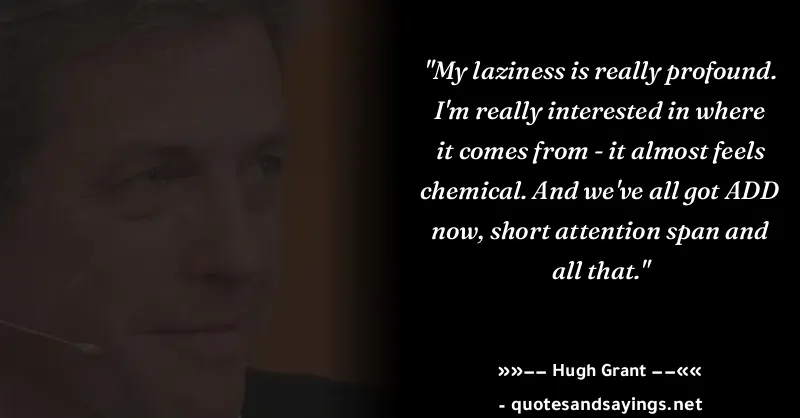 "My laziness is really profound.
I'm really interested in where
it comes from - it almost feels
chemical. And we've all got ADD
now, short attention span and
all that."
»»−− Hugh Grant −−««
- quotesandsayings.net